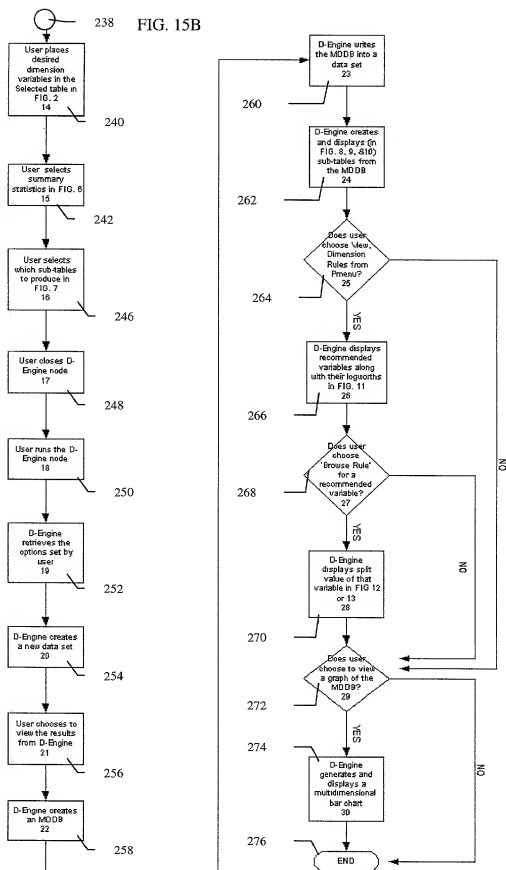 238 FIG. 15B
User places
desired
dimension
variables in the
Selected table in
FIG. 2
14
240
User selects
summary
statistics in FIG. 6
15
242
User selects
which sub-tables
to produce in
FIG. 7
16
246
User closes D-
Engine node
17
248
User runs the D-
Engine node
18
250
D-Engine
retrieves the
options set by
user
19
252
D-Engine creates
a new data set
20
254
User chooses to
view the results
from D-Engine
21
256
D-Engine creates
an MDDB
22
258
D-Engine writes
the MDDB into a
data set
23
260
D-Engine creates
and displays (in
FIG. 8, 9, &10)
sub-tables from
the MDDB
24
262
Does user
choose View,
Dimension
Rules from
Pmenu?
25
264
YES
NO
D-Engine displays
recommended
variables along
with their logworths
in FIG. 11
26
266
Does user
choose
'Browse Rule'
for a
recommended
variable?
27
268
YES
NO
D-Engine
displays split
value of that
variable in FIG 12
or 13
28
270
Does user
choose to view
a graph of the
MDDB?
29
272
YES
NO
274
D-Engine
generates and
displays a
multidimensional
bar chart
30
276
END